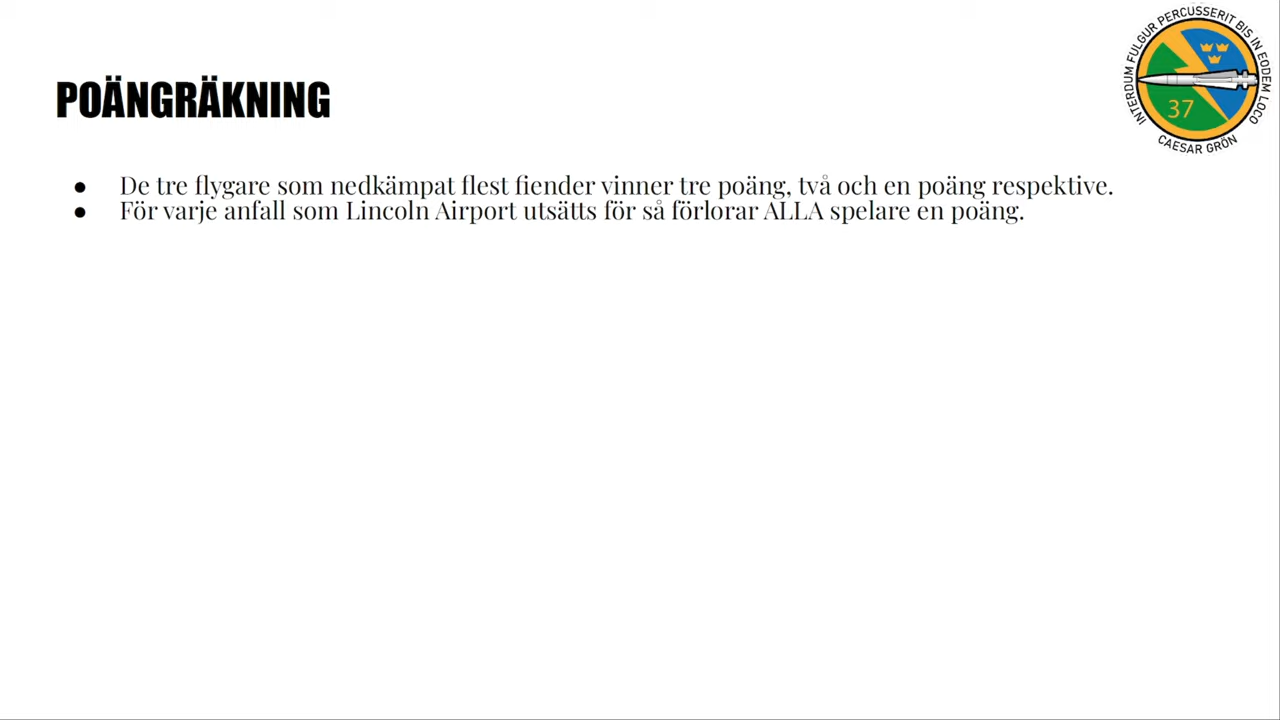 POÄNGRÄKNING
INTERDUM FULGUR PERCUSSERIT BIS IN EODEM LOCO
37
CAESAR GRÖN
● De tre flygare som nedkämpat flest fiender vinner tre poäng, två och en poäng respektive.
● För varje anfall som Lincoln Airport utsätts för så förlorar ALLA spelare en poäng.